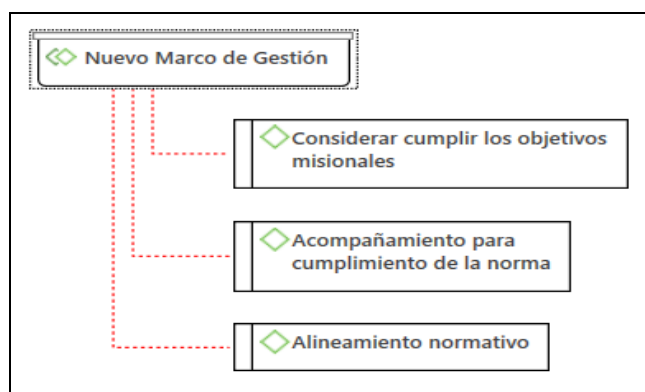 Nuevo Marco de Gestión
Considerar cumplir los objetivos
misionales
Acompañamiento para
cumplimiento de la norma
Alineamiento normativo